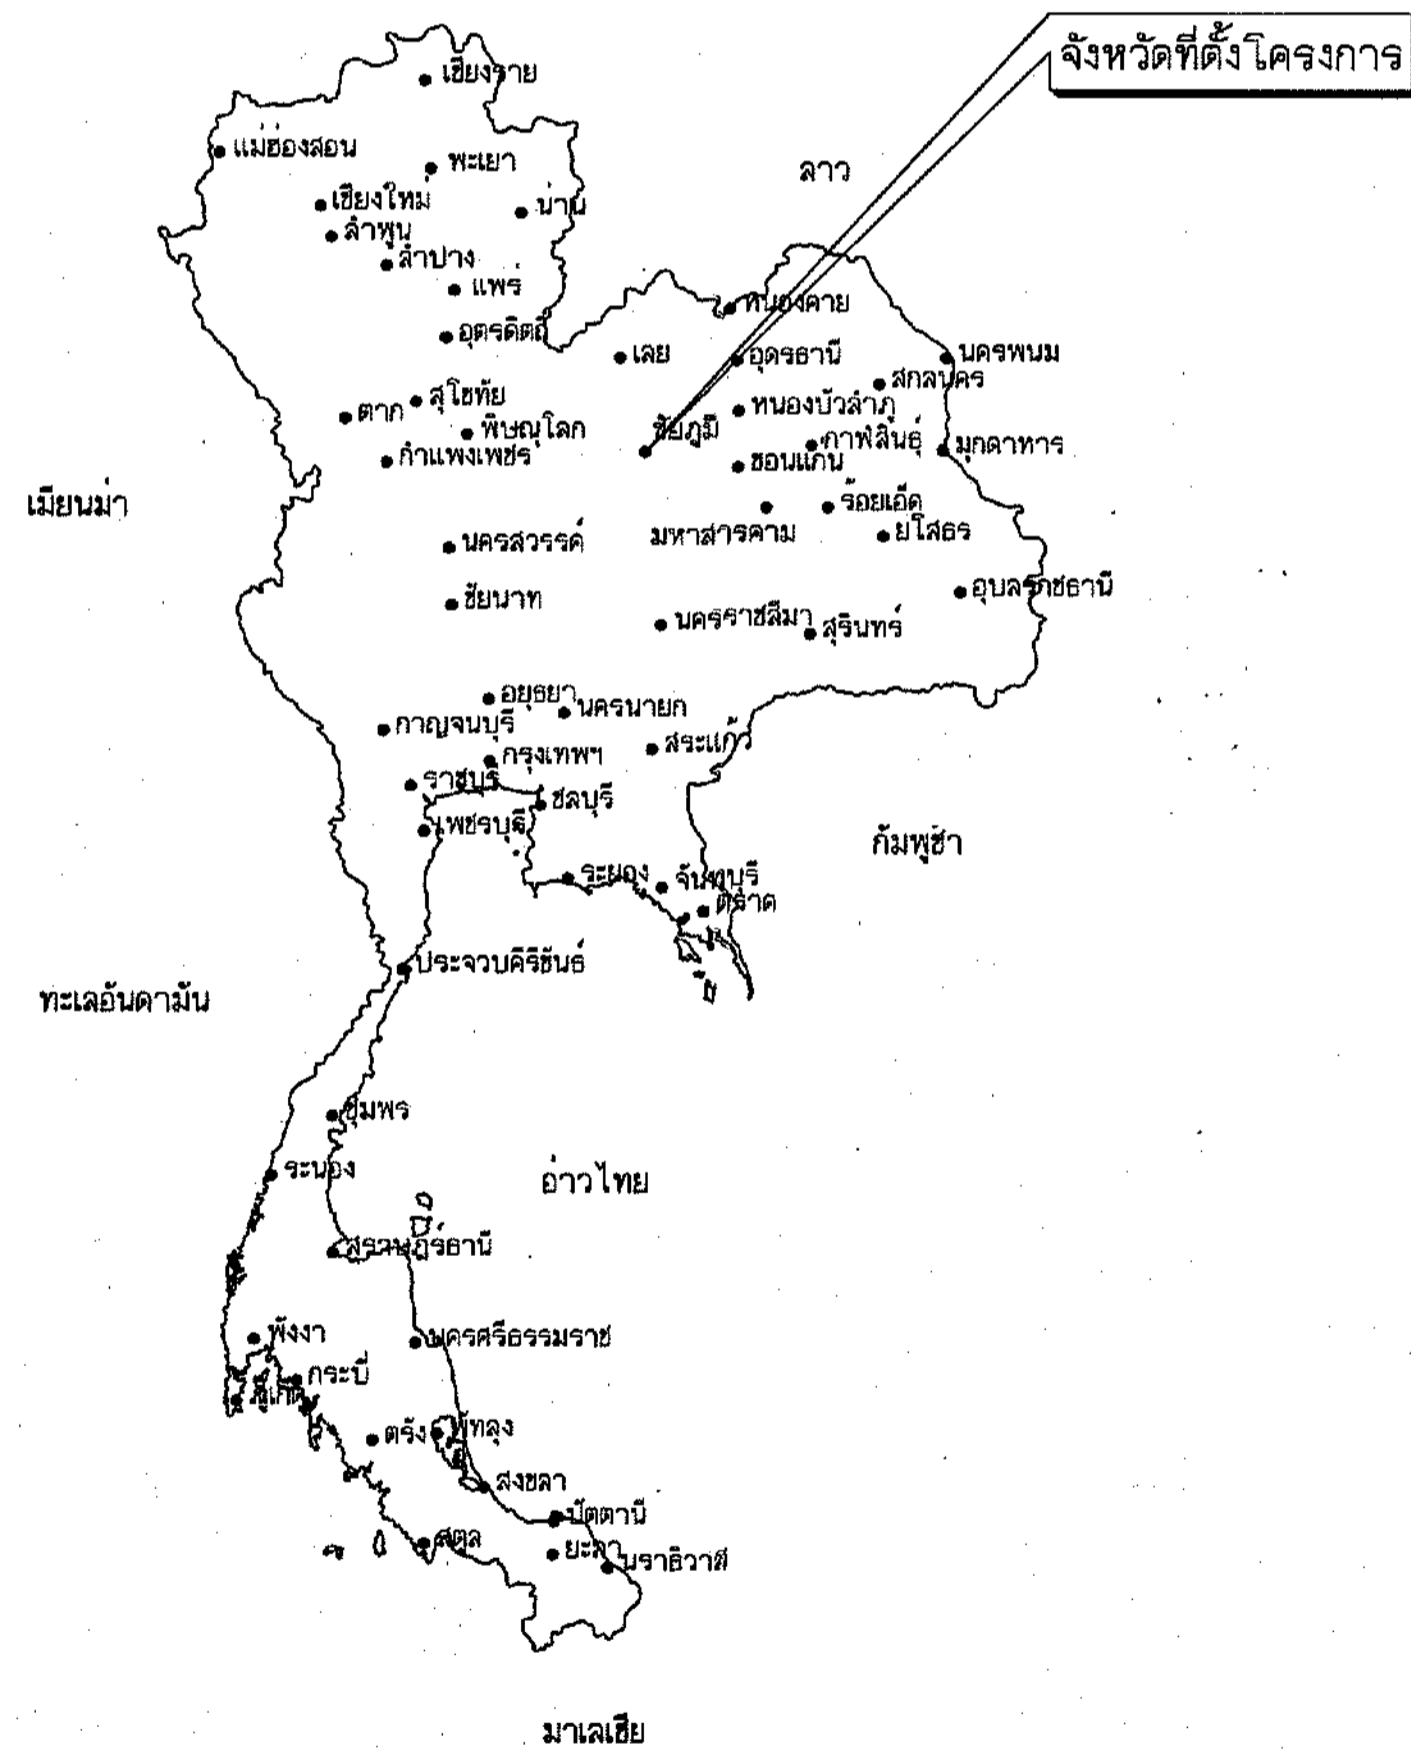 จังหวัดที่ตั้งโครงการ
เชียงราย
แม่ฮ่องสอน
พะเยา
ลาว
เชียงใหม่
น่าน
ลำพูน
ลำปาง
แพร่
หนองคาย
อุตรดิตถ์
เลย
อุดรธานี
นครพนม
สกลนคร
สุโขทัย
ตาก
หนองบัวลำภู
พิษณุโลก
ชัยภูมิ
กาฬสินธุ์
มุกดาหาร
กำแพงเพชร
ขอนแก่น
เมียนม่า
ร้อยเอ็ด
มหาสารคาม
ยโสธร
นครสวรรค์
อุบลราชธานี
ชัยนาท
นครราชสีมา
สุรินทร์
อยุธยา
นครนายก
กาญจนบุรี
สระแก้ว
กรุงเทพฯ
ราชบุรี
ชลบุรี
เพชรบุรี
กัมพูชา
ระยอง
จันทบุรี
ตราด
ประจวบคิรีขันธ์
ทะเลอันดามัน
ชุมพร
ระนอง
อ่าวไทย
สุราษฎร์ธานี
พังงา
นครศรีธรรมราช
กระบี่
ภูเก็ต
ตรัง
พัทลุง
สงขลา
ปัตตานี
สตูล
ยะลา
นราธิวาส
มาเลเซีย